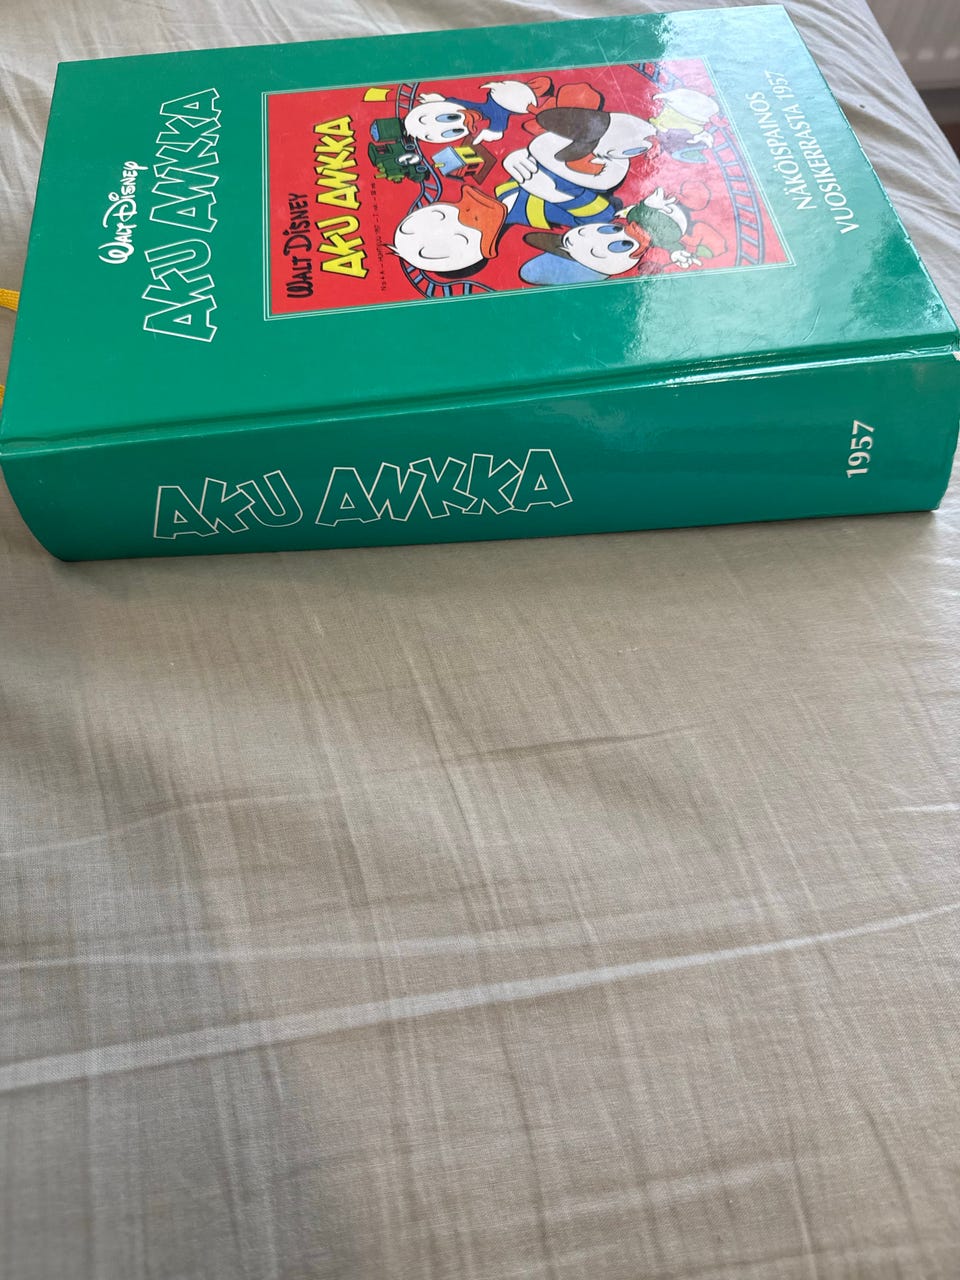 WALT DISNEY
AKU ANKKA
WALT DISNEY
AKU ANKKA
NÄKÖISPAINOS
VUOSIKERRASTA 1957
AKU ANKKA
1957